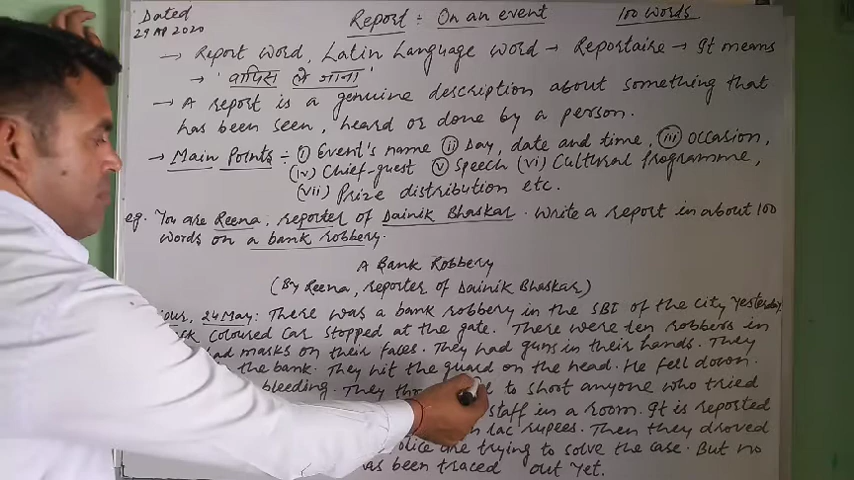 Dated
29 AP 2020
Report ÷ On an event 100 words
→ Report word, Latin Language word → Reportaire → It means
→ 'वापिस ले जाना'
→ A report is a genuine description about something that
has been seen, heard or done by a person.
→ Main Points ÷ (i) Event's name (ii) Day, date and time, (iii) Occasion,
(iv) Chief-guest (v) Speech (vi) Cultural programme,
(vii) Prize distribution etc.
eg. You are Reena, reporter of Dainik Bhaskar. Write a report in about 100
words on a bank robbery.
A Bank Robbery
(By Reena, reporter of Dainik Bhaskar)
24 May: There was a bank robbery in the SBI of the city yesterday.
coloured car stopped at the gate. There were ten robbers in
masks on their faces. They had guns in their hands. They
the bank. They hit the guard on the head. He fell down.
bleeding. They to shoot anyone who tried
staff in a room. It is reported
lac rupees. Then they droved
are trying to solve the case. But no
has been traced out yet.